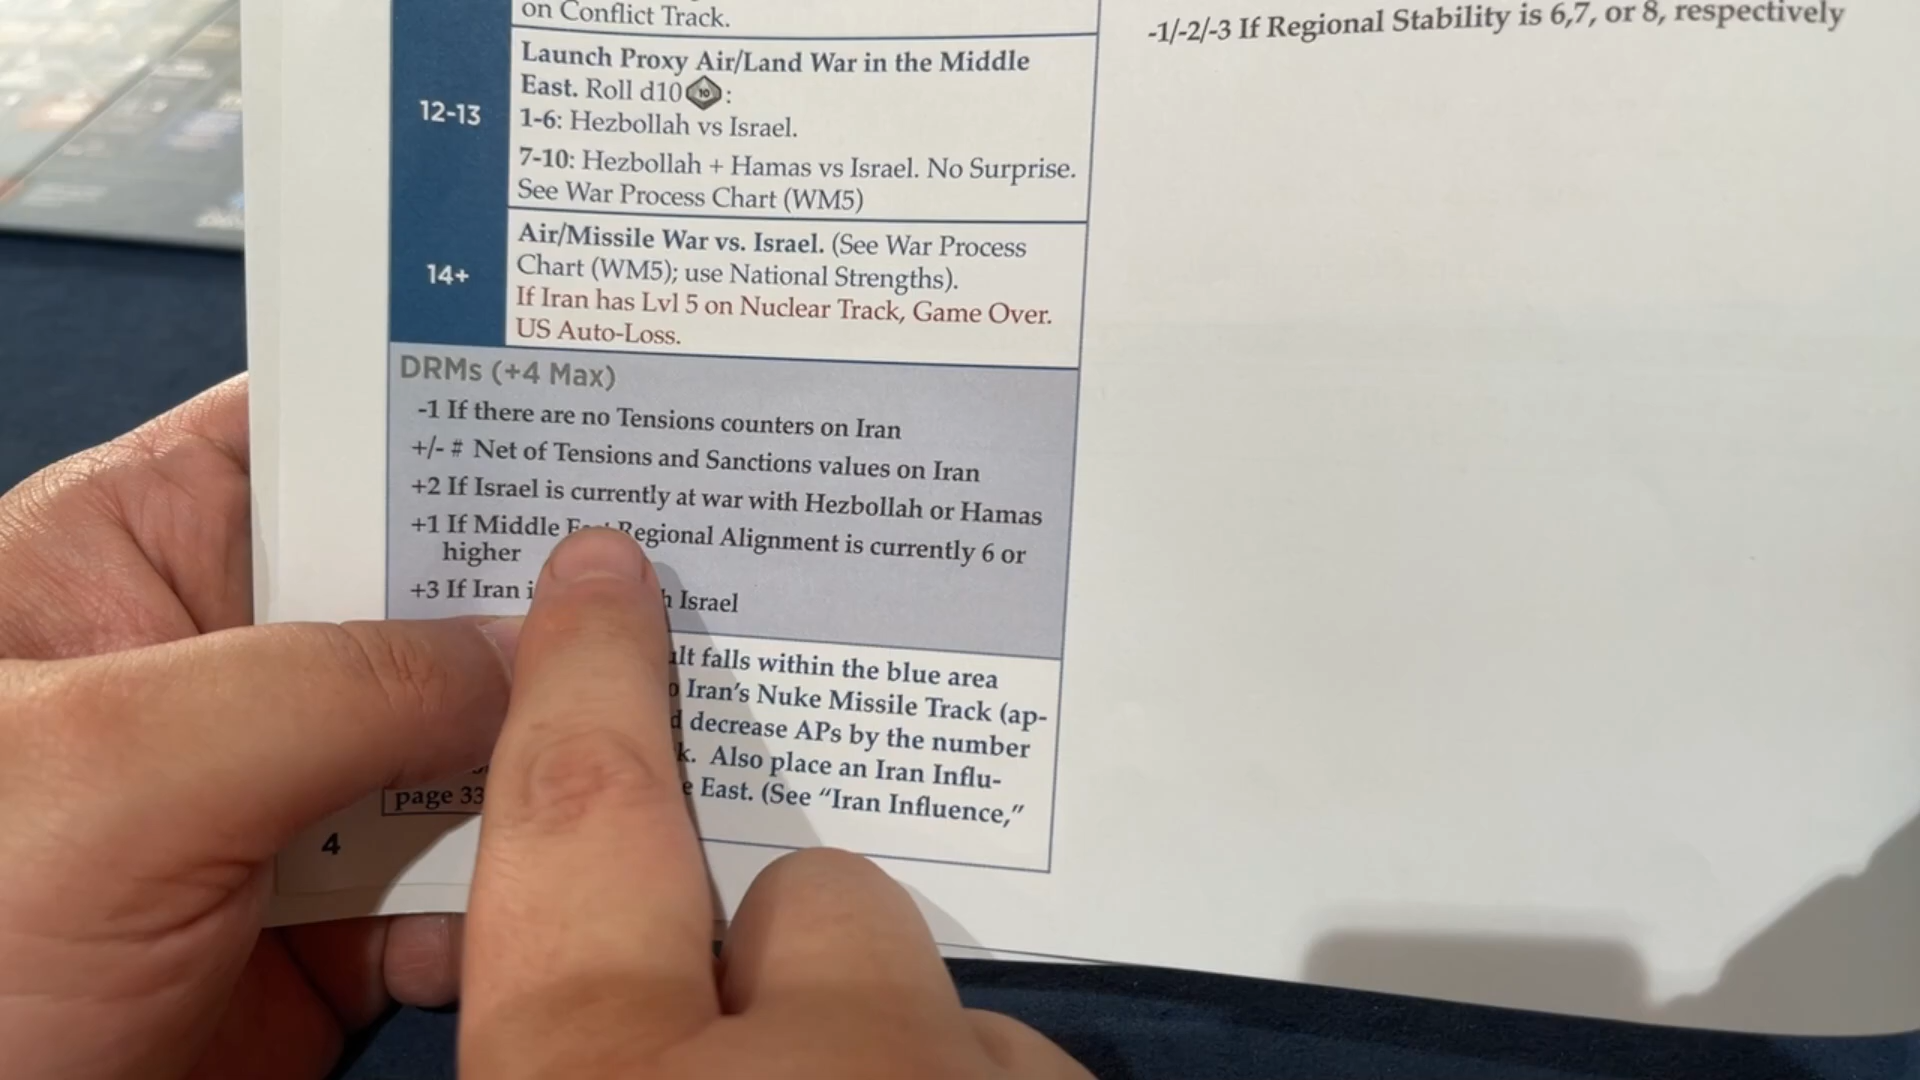 on Conflict Track.
-1/-2/-3 If Regional Stability is 6,7, or 8, respectively
12-13
Launch Proxy Air/Land War in the Middle
East. Roll d10 10 :
1-6: Hezbollah vs Israel.
7-10: Hezbollah + Hamas vs Israel. No Surprise.
See War Process Chart (WM5)
14+
Air/Missile War vs. Israel. (See War Process
Chart (WM5); use National Strengths).
If Iran has Lvl 5 on Nuclear Track, Game Over.
US Auto-Loss.
DRMs (+4 Max)
-1 If there are no Tensions counters on Iran
+/- # Net of Tensions and Sanctions values on Iran
+2 If Israel is currently at war with Hezbollah or Hamas
+1 If Middle East Regional Alignment is currently 6 or
higher
+3 If Iran Israel
falls within the blue area
Iran's Nuke Missile Track (ap-
decrease APs by the number
Also place an Iran Influ-
East. (See "Iran Influence,"
page 33
4